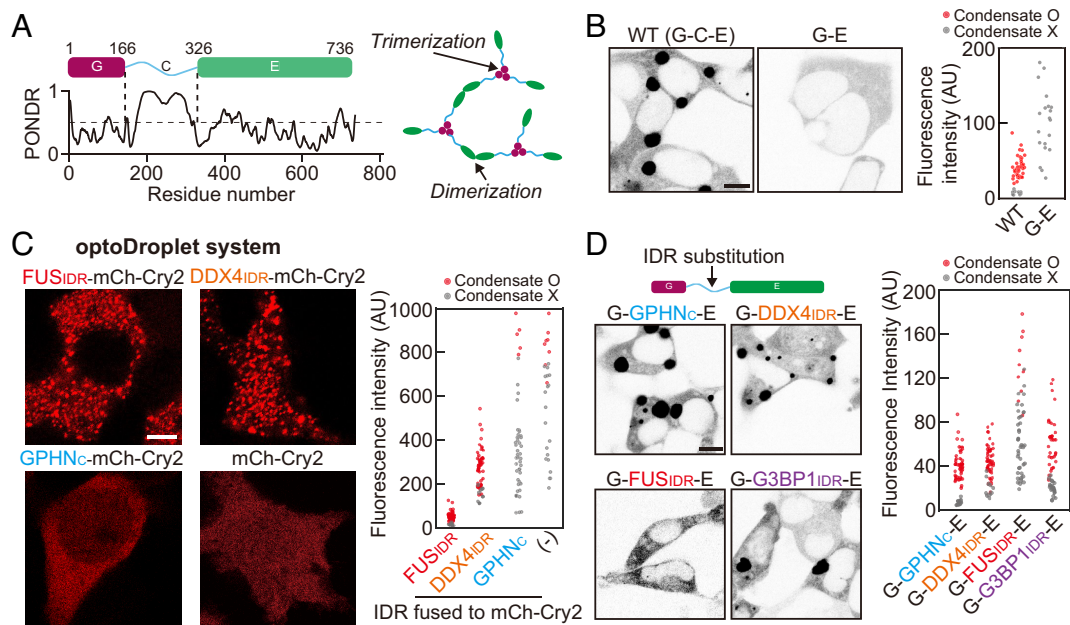 A
1 166 326 736
G C E
PONDR
1
0
0 200 400 600 800
Residue number
Trimerization
Dimerization
B
WT (G-C-E)
G-E
Condensate O
Condensate X
Fluorescence
intensity (AU)
200
100
0
WT
G-E
C
optoDroplet system
FUSIDR-mCh-Cry2
DDX4IDR-mCh-Cry2
GPHNC-mCh-Cry2
mCh-Cry2
Condensate O
Condensate X
Fluorescence intensity (AU)
1000
800
600
400
200
0
FUSIDR
DDX4IDR
GPHNC
(-)
IDR fused to mCh-Cry2
D
IDR substitution
G E
G-GPHNC-E
G-DDX4IDR-E
G-FUSIDR-E
G-G3BP1IDR-E
Condensate O
Condensate X
Fluorescence Intensity (AU)
200
160
120
80
40
0
G-GPHNC-E
G-DDX4IDR-E
G-FUSIDR-E
G-G3BP1IDR-E